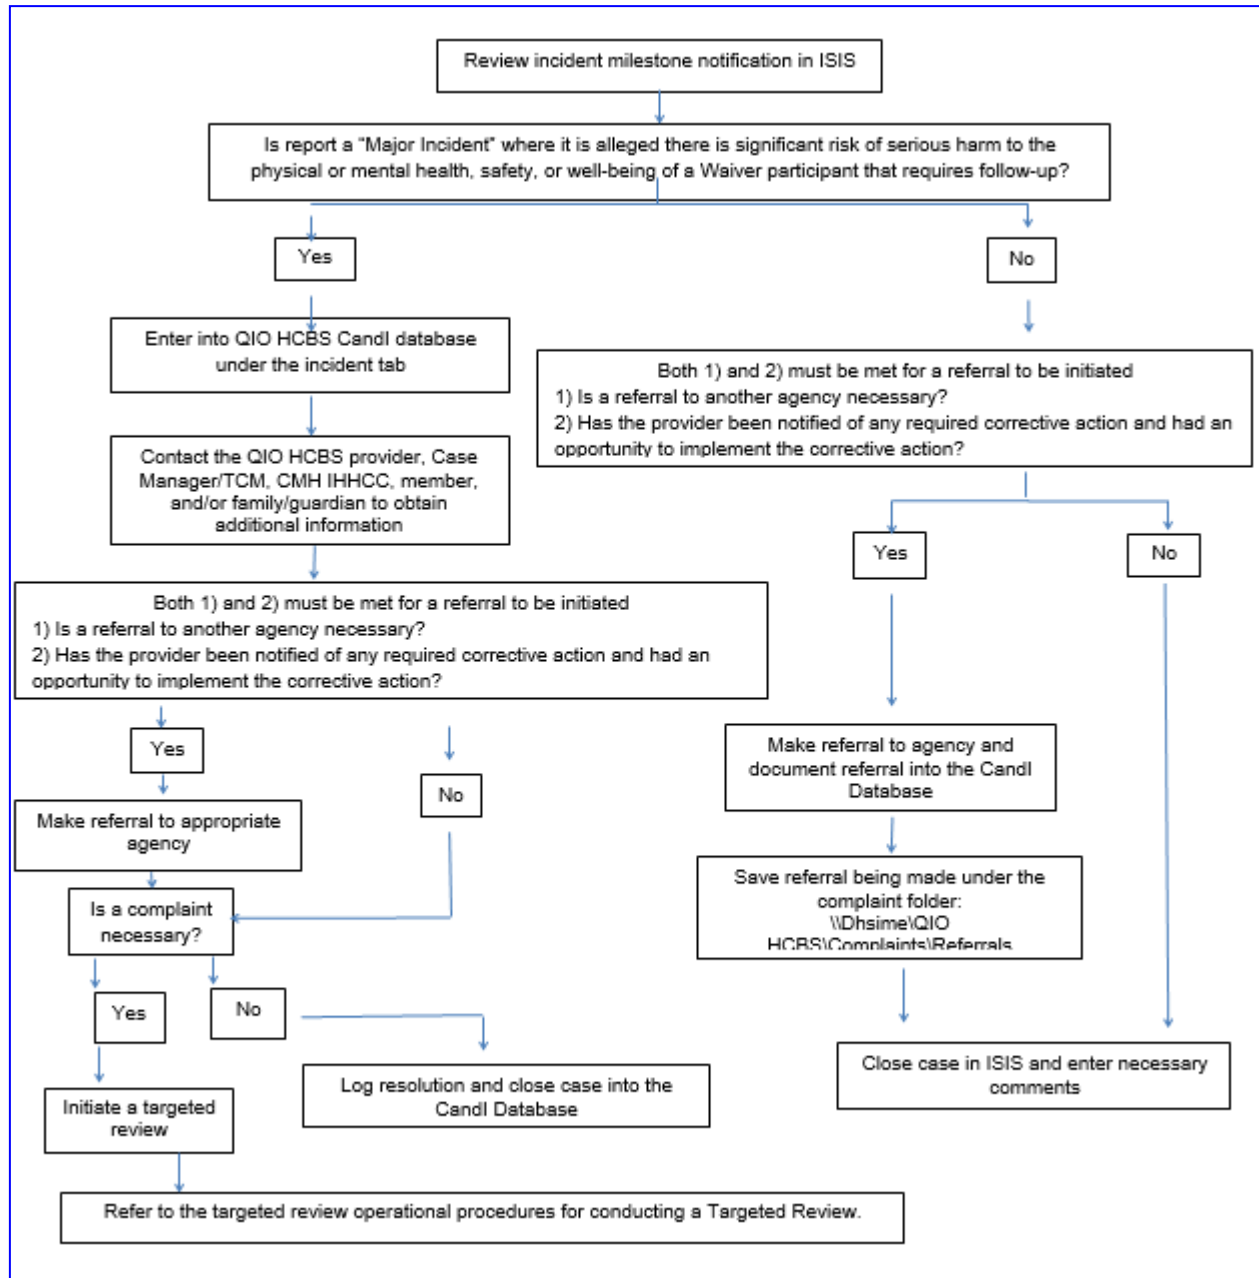 Review incident milestone notification in ISIS
Is report a “Major Incident” where it is alleged there is significant risk of serious harm to the
physical or mental health, safety, or well-being of a Waiver participant that requires follow-up?
Yes
No
Enter into QIO HCBS CandI database
under the incident tab
Both 1) and 2) must be met for a referral to be initiated
1) Is a referral to another agency necessary?
2) Has the provider been notified of any required corrective action and had an
opportunity to implement the corrective action?
Contact the QIO HCBS provider, Case
Manager/TCM, CMH IHHCC, member,
and/or family/guardian to obtain
additional information
Yes
No
Both 1) and 2) must be met for a referral to be initiated
1) Is a referral to another agency necessary?
2) Has the provider been notified of any required corrective action and had an
opportunity to implement the corrective action?
Yes
No
Make referral to agency and
document referral into the CandI
Database
Make referral to appropriate
agency
Save referral being made under the
complaint folder:
\\Dhsime\QIO
HCBS\Complaints\Referrals
Is a complaint
necessary?
Yes
No
Close case in ISIS and enter necessary
comments
Log resolution and close case into the
CandI Database
Initiate a targeted
review
Refer to the targeted review operational procedures for conducting a Targeted Review.